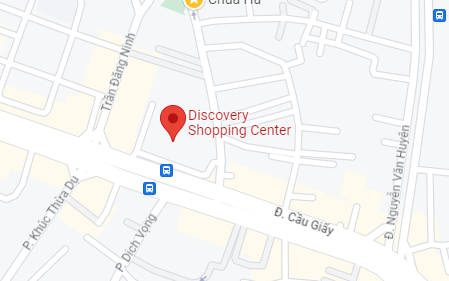 Chùa Hà
Trần Đăng Ninh
Discovery
Shopping Center
Đ. Nguyễn Văn Huyên
P. Khúc Thừa Dụ
P. Dịch Vọng
Đ. Cầu Giấy